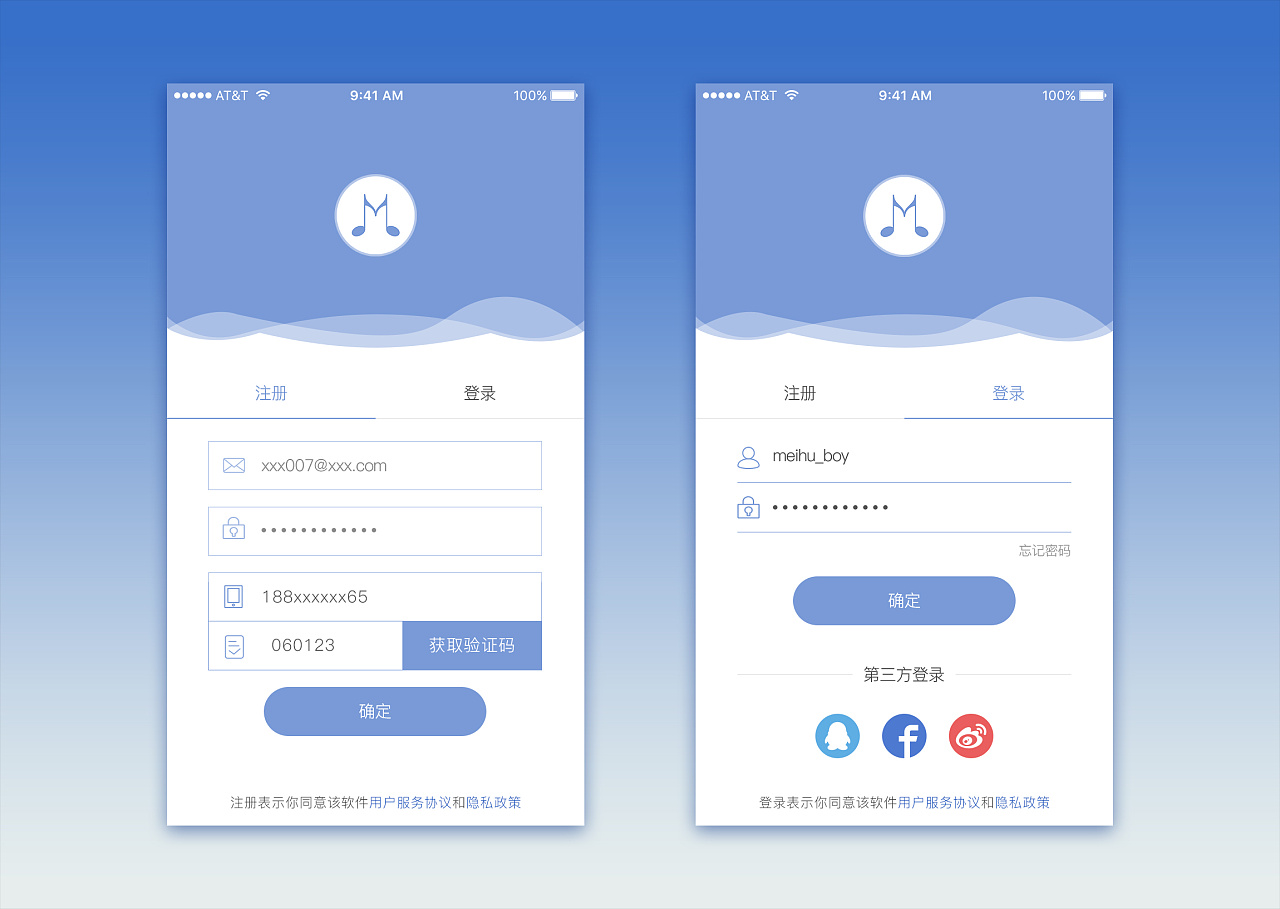 ●●●●● AT&T 9:41 AM 100%
注册 登录
xxx007@xxx.com
••••••••••••
188xxxxxx65
060123 获取验证码
确定
注册表示你同意该软件用户服务协议和隐私政策
●●●●● AT&T 9:41 AM 100%
注册 登录
meihu_boy
••••••••••••
忘记密码
确定
第三方登录
登录表示你同意该软件用户服务协议和隐私政策